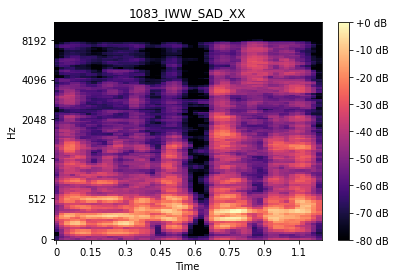 1083_IWW_SAD_XX
8192
4096
2048
1024
512
0
Hz
0 0.15 0.3 0.45 0.6 0.75 0.9 1.1
Time
+0 dB
-10 dB
-20 dB
-30 dB
-40 dB
-50 dB
-60 dB
-70 dB
-80 dB